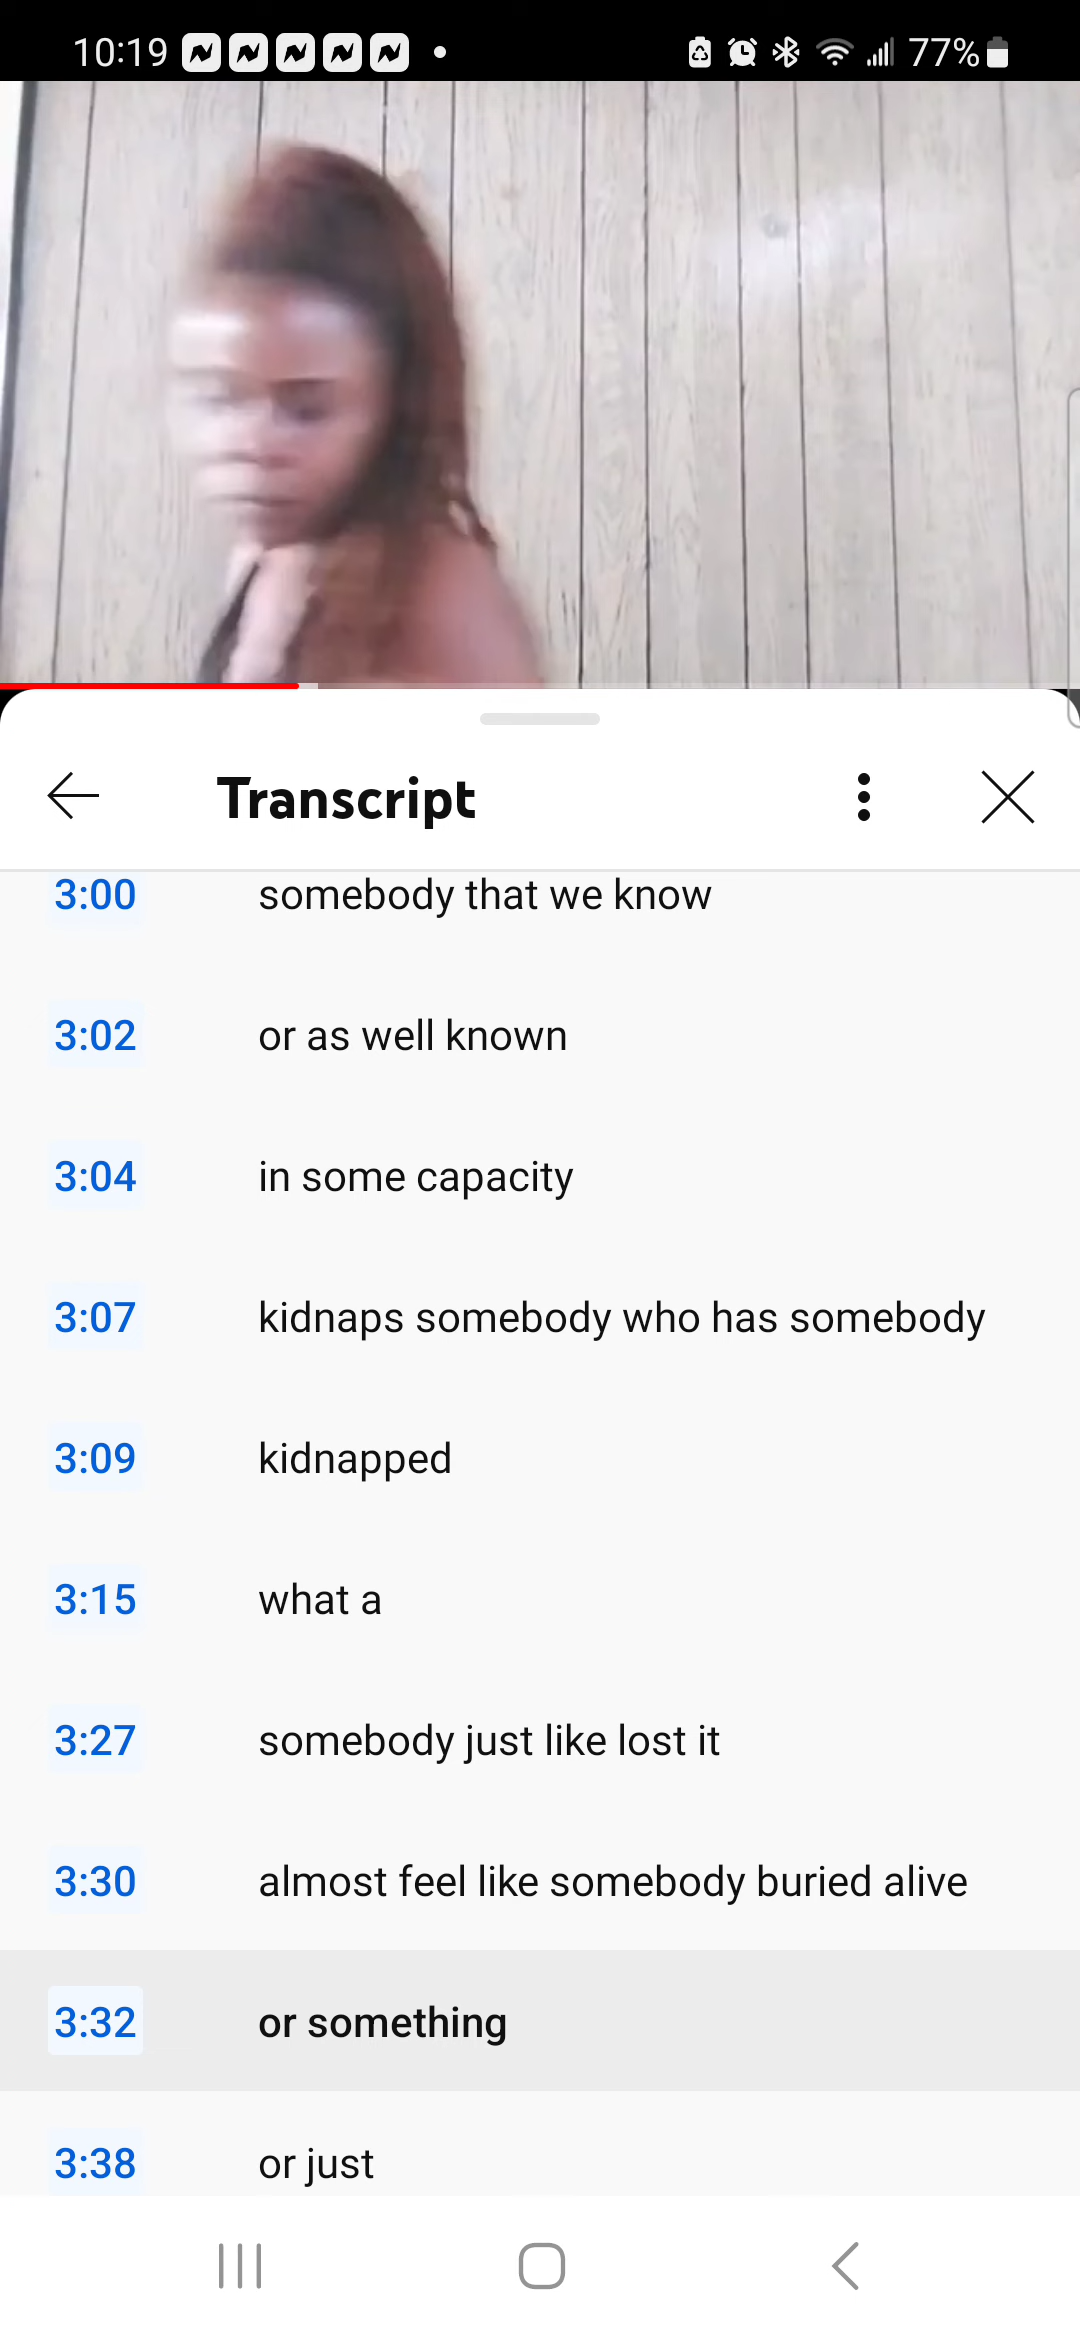 10:19 77%
Transcript
3:00 somebody that we know
3:02 or as well known
3:04 in some capacity
3:07 kidnaps somebody who has somebody
3:09 kidnapped
3:15 what a
3:27 somebody just like lost it
3:30 almost feel like somebody buried alive
3:32 or something
3:38 or just